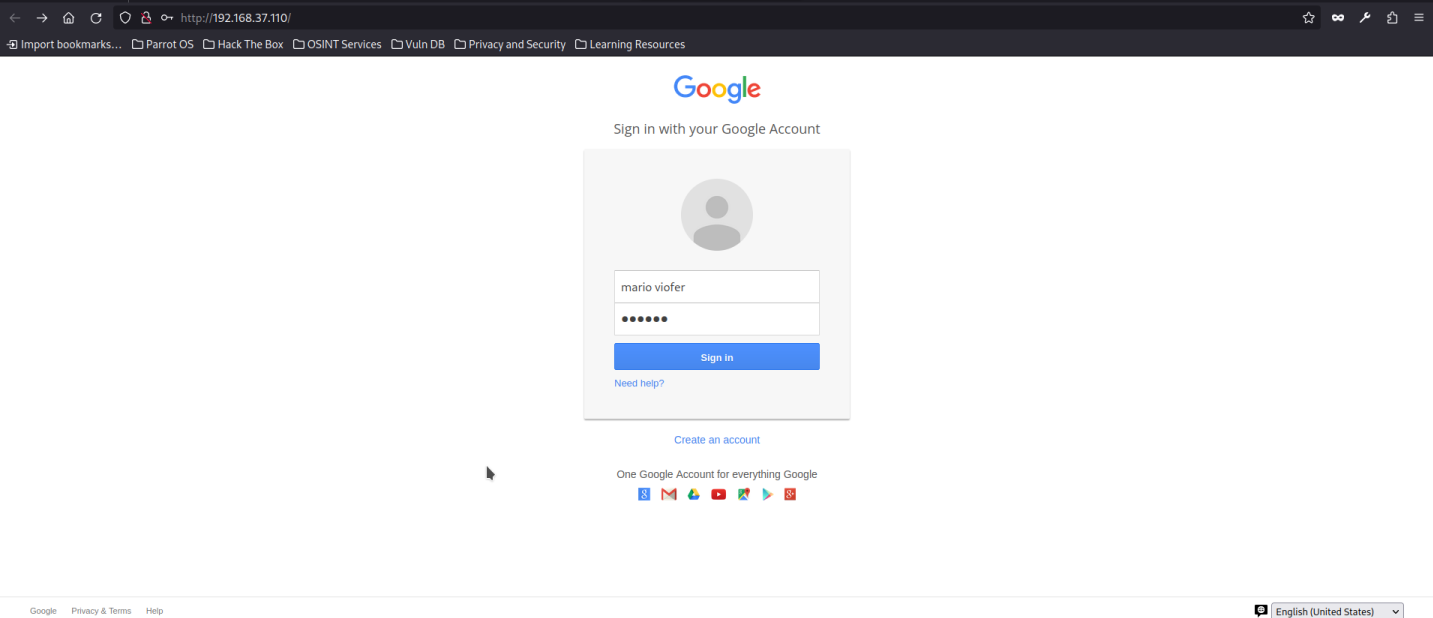 http://192.168.37.110/
Import bookmarks... Parrot OS Hack The Box OSINT Services Vuln DB Privacy and Security Learning Resources
Google
Sign in with your Google Account
mario viofer
●●●●●●
Sign in
Need help?
Create an account
One Google Account for everything Google
Google Privacy & Terms Help English (United States)